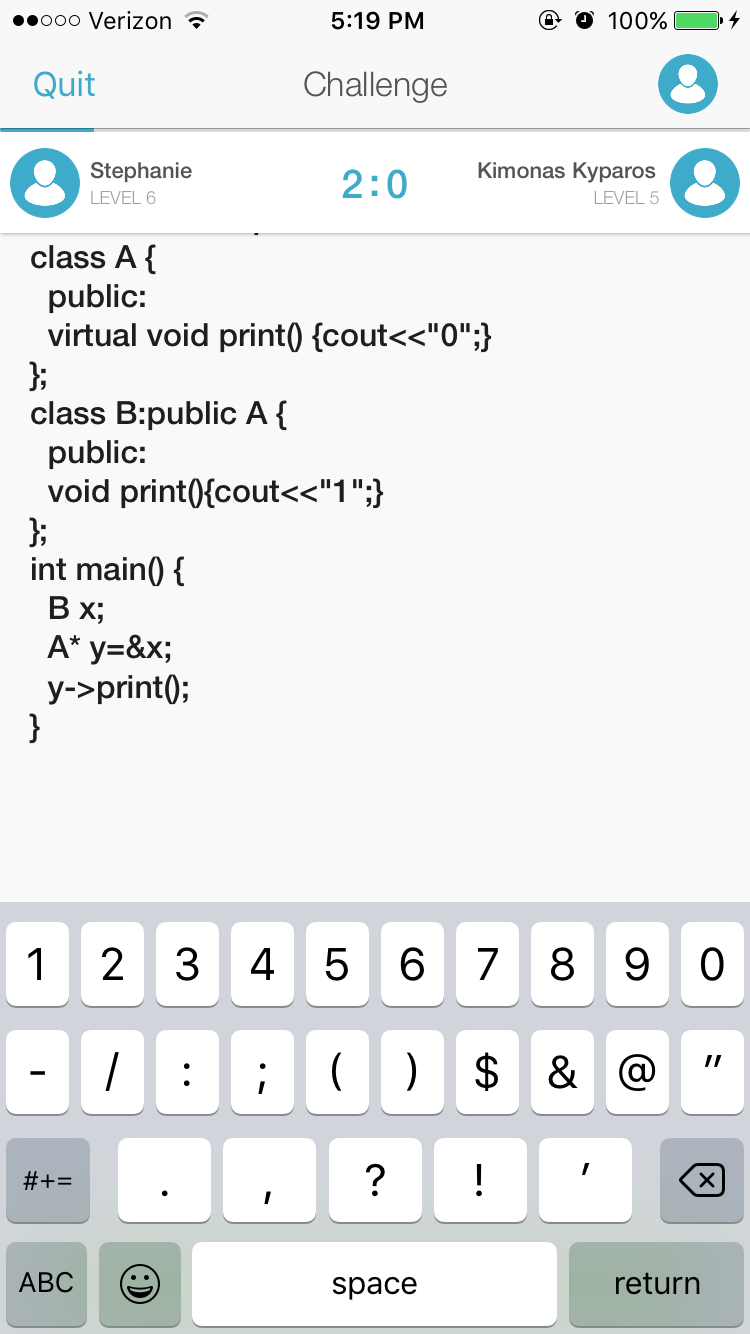 Verizon 5:19 PM 100%
Quit Challenge
Stephanie 2:0 Kimonas Kyparos
LEVEL 6 LEVEL 5
class A {
public:
virtual void print() {cout<<"0";}
};
class B:public A {
public:
void print(){cout<<"1";}
};
int main() {
B x;
A* y=&x;
y->print();
}
1 2 3 4 5 6 7 8 9 0
- / : ; ( ) $ & @ "
#+= . , ? ! '
ABC space return